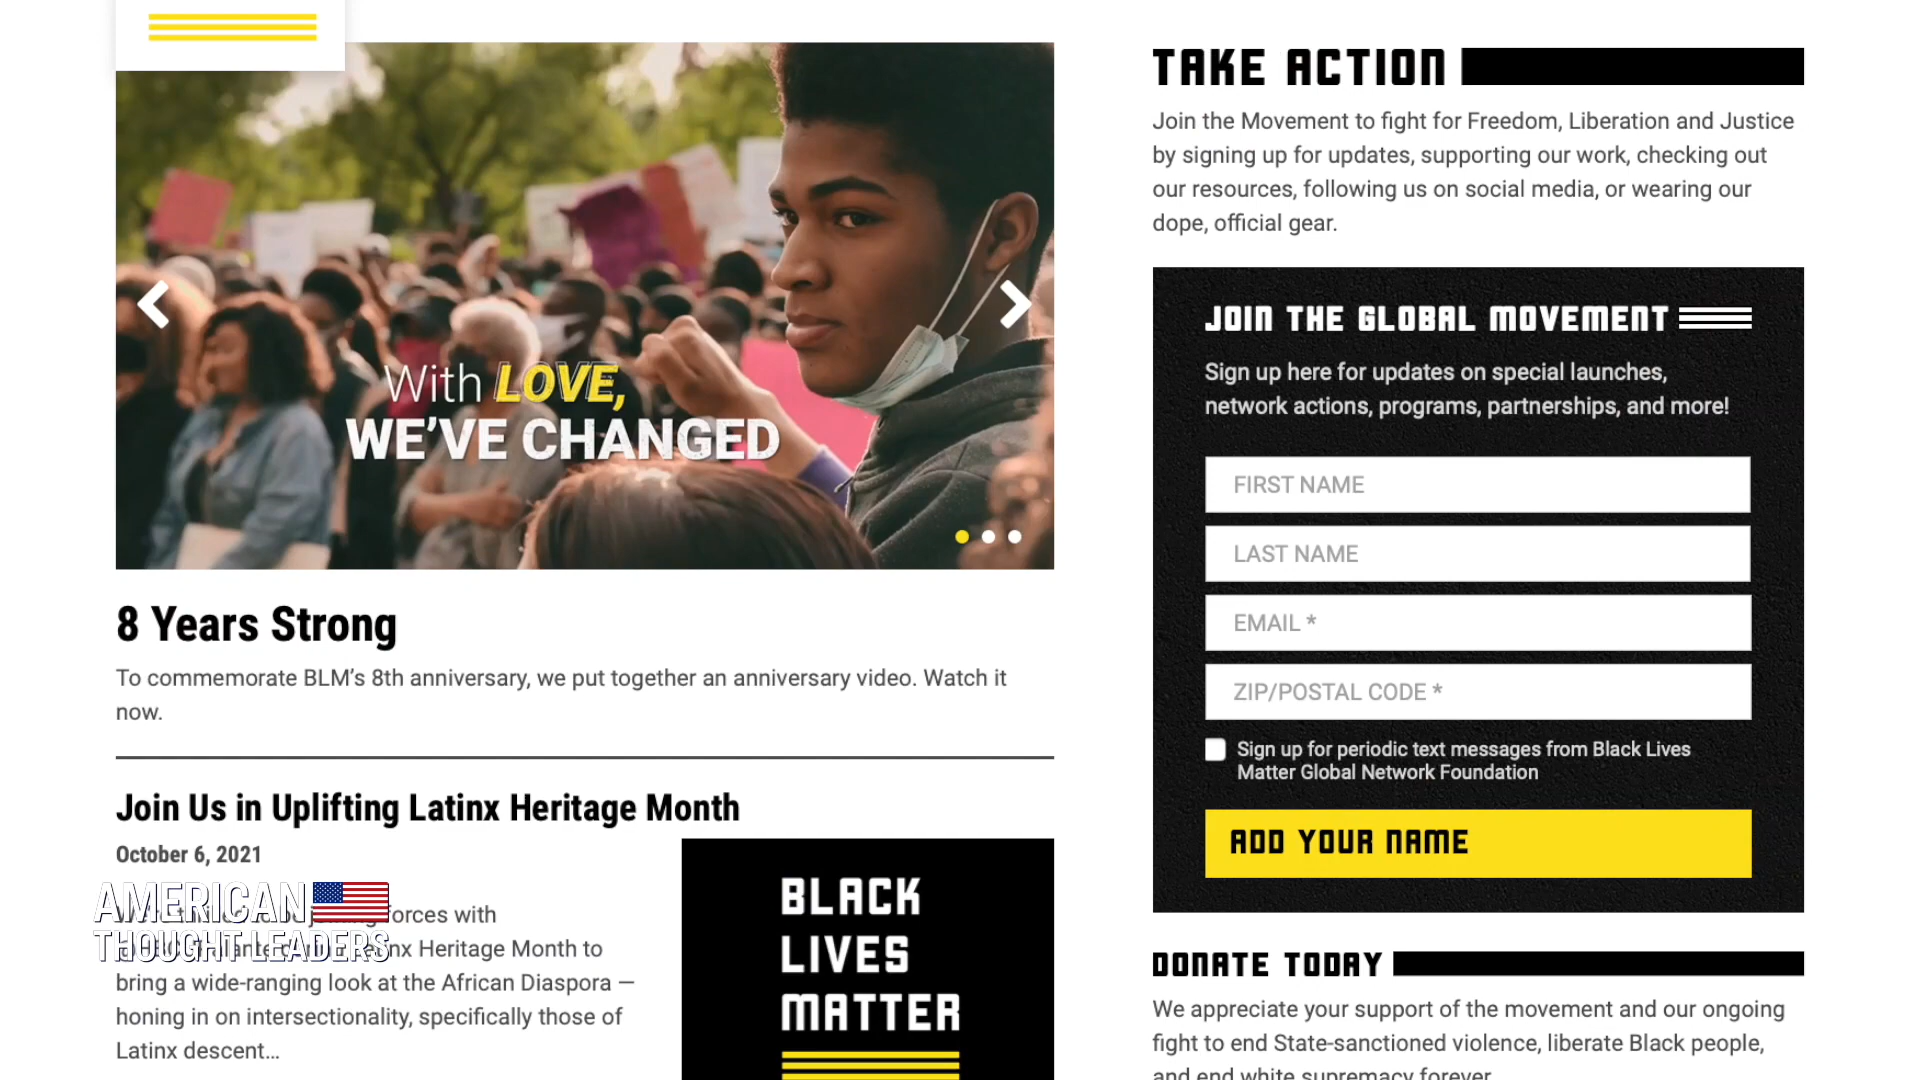 With LOVE,
WE'VE CHANGED
8 Years Strong
To commemorate BLM's 8th anniversary, we put together an anniversary video. Watch it
now.
Join Us in Uplifting Latinx Heritage Month
October 6, 2021
forces with
Latinx Heritage Month to
bring a wide-ranging look at the African Diaspora —
honing in on intersectionality, specifically those of
Latinx descent...
AMERICAN
THOUGHT LEADERS
BLACK
LIVES
MATTER
TAKE ACTION
Join the Movement to fight for Freedom, Liberation and Justice
by signing up for updates, supporting our work, checking out
our resources, following us on social media, or wearing our
dope, official gear.
JOIN THE GLOBAL MOVEMENT
Sign up here for updates on special launches,
network actions, programs, partnerships, and more!
FIRST NAME
LAST NAME
EMAIL *
ZIP/POSTAL CODE *
Sign up for periodic text messages from Black Lives
Matter Global Network Foundation
ADD YOUR NAME
DONATE TODAY
We appreciate your support of the movement and our ongoing
fight to end State-sanctioned violence, liberate Black people,
and end white supremacy forever.